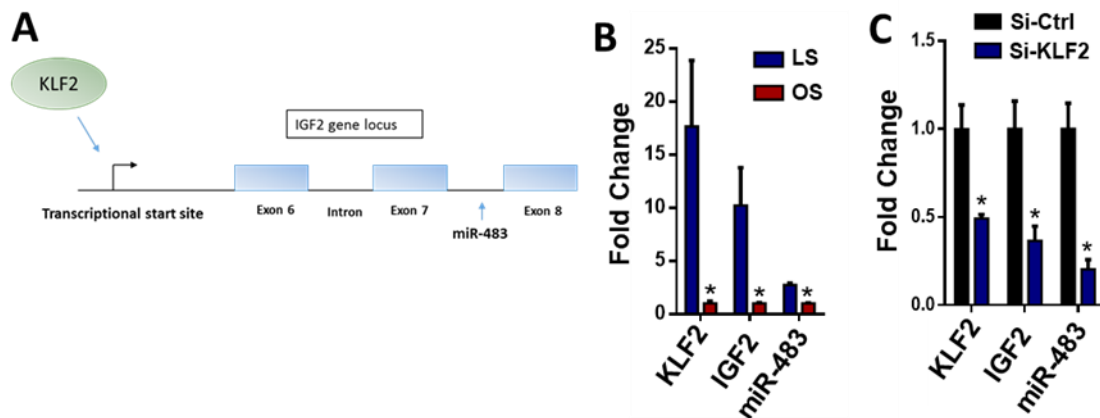 A
KLF2
IGF2 gene locus
Transcriptional start site
Exon 6
Intron
Exon 7
miR-483
Exon 8
B
Fold Change
25
20
15
10
5
0
LS
OS
*
*
*
KLF2
IGF2
miR-483
C
Si-Ctrl
Si-KLF2
Fold Change
1.5
1.0
0.5
0.0
*
*
*
KLF2
IGF2
miR-483